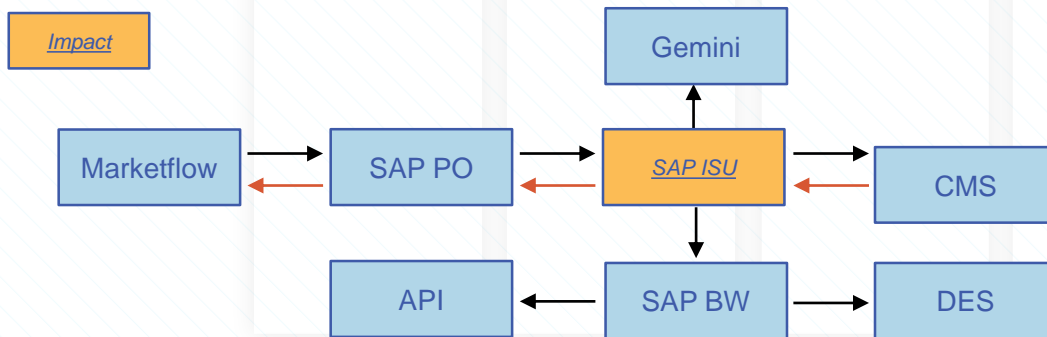 Impact
Gemini
Marketflow
SAP PO
SAP ISU
CMS
API
SAP BW
DES